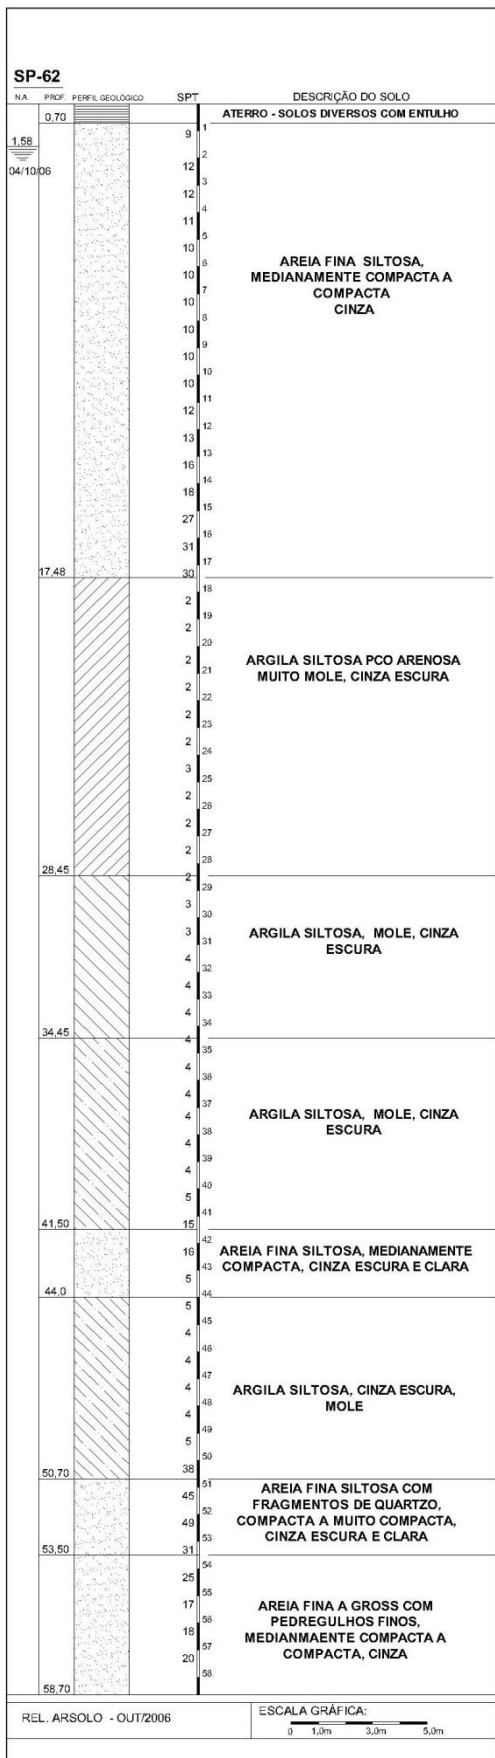 SP-62
N.A. PROF. PERFIL GEOLÓGICO SPT DESCRIÇÃO DO SOLO
0,70 ATERRO - SOLOS DIVERSOS COM ENTULHO
9 1
1,58
2
04/10/06
12 3
12 4
11 5
10 6
AREIA FINA SILTOSA,
10 7
MEDIANAMENTE COMPACTA A
COMPACTA
10 8
CINZA
10 9
10 10
10 11
12 12
13 13
16 14
18 15
27 16
31 17
17,48 30
18
2 19
2 20
2 21
ARGILA SILTOSA PCO ARENOSA
MUITO MOLE, CINZA ESCURA
2 22
2 23
2 24
3 25
2 26
2 27
2 28
28,45 2
29
3 30
3 31
ARGILA SILTOSA, MOLE, CINZA
ESCURA
4 32
4 33
4 34
34,45 4
35
4 36
4 37
4 38
ARGILA SILTOSA, MOLE, CINZA
ESCURA
4 39
4 40
5 41
41,50 15
42
16 43
AREIA FINA SILTOSA, MEDIANAMENTE
COMPACTA, CINZA ESCURA E CLARA
5 44
44,0
5 45
4 46
4 47
4 48
ARGILA SILTOSA, CINZA ESCURA,
MOLE
4 49
5 50
38
50,70
51
45 52
AREIA FINA SILTOSA COM
FRAGMENTOS DE QUARTZO,
COMPACTA A MUITO COMPACTA,
CINZA ESCURA E CLARA
49 53
53,50 31
54
25 55
17 56
AREIA FINA A GROSS COM
PEDREGULHOS FINOS,
MEDIANMAENTE COMPACTA A
COMPACTA, CINZA
18 57
20 58
58,70
REL. ARSOLO - OUT/2006
ESCALA GRÁFICA:
0 1,0m 3,0m 5,0m